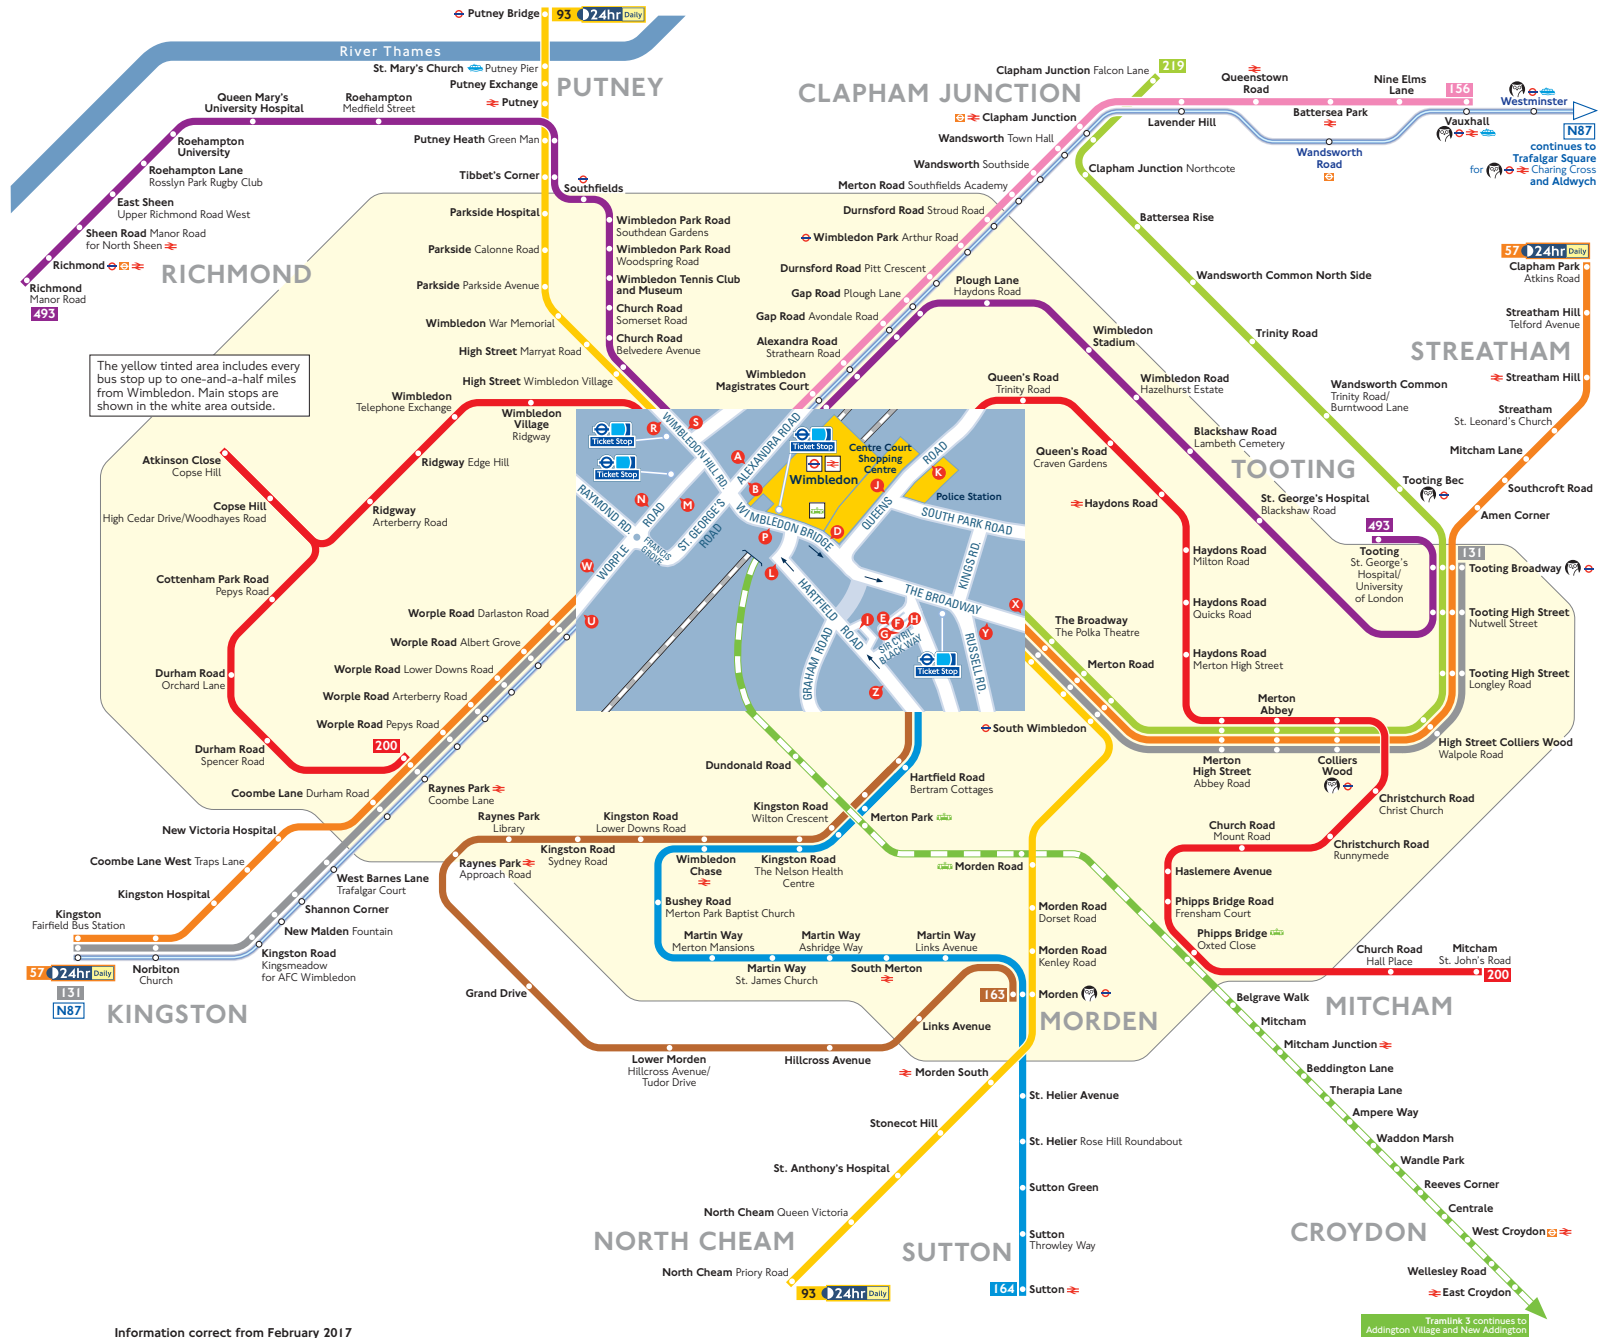 Putney Bridge
93
24hr
Daily
River Thames
St. Mary's Church Putney Pier
Putney Exchange
Putney
PUTNEY
Queen Mary's
University Hospital
Roehampton
Medfield Street
Putney Heath Green Man
Tibbet's Corner
Southfields
Roehampton
University
Roehampton Lane
Rosslyn Park Rugby Club
East Sheen
Upper Richmond Road West
Sheen Road Manor Road
for North Sheen
Richmond
RICHMOND
Richmond
Manor Road
493
Parkside Hospital
Parkside Calonne Road
Parkside Parkside Avenue
Wimbledon War Memorial
High Street Marryat Road
High Street Wimbledon Village
Wimbledon Park Road
Southdean Gardens
Wimbledon Park Road
Woodspring Road
Wimbledon Tennis Club
and Museum
Church Road
Somerset Road
Church Road
Belvedere Avenue
CLAPHAM JUNCTION
Clapham Junction Falcon Lane
219
Queenstown
Road
Nine Elms
Lane
156
Westminster
Clapham Junction
Lavender Hill
Battersea Park
Vauxhall
N87
continues to
Trafalgar Square
for Charing Cross
and Aldwych
Wandsworth
Road
Wandsworth Town Hall
Wandsworth Southside
Merton Road Southfields Academy
Durnsford Road Stroud Road
Wimbledon Park Arthur Road
Durnsford Road Pitt Crescent
Gap Road Plough Lane
Gap Road Avondale Road
Alexandra Road
Strathearn Road
Wimbledon
Magistrates Court
Clapham Junction Northcote
Battersea Rise
Wandsworth Common North Side
Trinity Road
Wandsworth Common
Trinity Road/
Burntwood Lane
Tooting Bec
57
24hr
Daily
Clapham Park
Atkins Road
Streatham Hill
Telford Avenue
STREATHAM
Streatham Hill
Streatham
St. Leonard's Church
Mitcham Lane
Southcroft Road
Amen Corner
Plough Lane
Haydons Road
Wimbledon
Stadium
Wimbledon Road
Hazelhurst Estate
Blackshaw Road
Lambeth Cemetery
TOOTING
St. George's Hospital
Blackshaw Road
493
Tooting
St. George's
Hospital/
University
of London
131
Tooting Broadway
Tooting High Street
Nutwell Street
Tooting High Street
Longley Road
High Street Colliers Wood
Walpole Road
The yellow tinted area includes every
bus stop up to one-and-a-half miles
from Wimbledon. Main stops are
shown in the white area outside.
Wimbledon
Telephone Exchange
Wimbledon
Village
Ridgway
Ridgway Edge Hill
Ridgway
Arterberry Road
Atkinson Close
Copse Hill
Copse Hill
High Cedar Drive/Woodhayes Road
Cottenham Park Road
Pepys Road
Durham Road
Orchard Lane
Durham Road
Spencer Road
200
Queen's Road
Trinity Road
Queen's Road
Craven Gardens
Haydons Road
Haydons Road
Milton Road
Haydons Road
Quicks Road
Haydons Road
Merton High Street
WIMBLEDON HILL RD.
ALEXANDRA ROAD
Ticket Stop
Ticket Stop
Ticket Stop
Ticket Stop
Wimbledon
Centre Court
Shopping
Centre
Police Station
QUEENS ROAD
SOUTH PARK ROAD
RAYMOND RD.
WORPLE ROAD
FRANCIS
GROVE
ST. GEORGE'S
ROAD
WIMBLEDON BRIDGE
HARTFIELD ROAD
THE BROADWAY
KINGS RD.
SIR CYRIL
BLACK WAY
GRAHAM ROAD
RUSSELL RD.
R
S
A
B
J
K
N
M
P
D
L
W
U
I
E
F
G
H
X
Y
Z
Worple Road Darlaston Road
Worple Road Albert Grove
Worple Road Lower Downs Road
Worple Road Arterberry Road
Worple Road Pepys Road
Raynes Park
Coombe Lane
Coombe Lane Durham Road
New Victoria Hospital
Coombe Lane West Traps Lane
Kingston Hospital
Kingston
Fairfield Bus Station
57
24hr
Daily
131
N87
KINGSTON
Norbiton
Church
West Barnes Lane
Trafalgar Court
Shannon Corner
New Malden Fountain
Kingston Road
Kingsmeadow
for AFC Wimbledon
The Broadway
The Polka Theatre
Merton Road
South Wimbledon
Merton
Abbey
Merton
High Street
Abbey Road
Colliers
Wood
Christchurch Road
Christ Church
Christchurch Road
Runnymede
Church Road
Mount Road
Haslemere Avenue
Phipps Bridge Road
Frensham Court
Phipps Bridge
Oxted Close
Church Road
Hall Place
Mitcham
St. John's Road
200
MITCHAM
Dundonald Road
Hartfield Road
Bertram Cottages
Kingston Road
Wilton Crescent
Merton Park
Morden Road
Raynes Park
Library
Kingston Road
Lower Downs Road
Kingston Road
Sydney Road
Raynes Park
Approach Road
Wimbledon
Chase
Kingston Road
The Nelson Health
Centre
Bushey Road
Merton Park Baptist Church
Martin Way
Merton Mansions
Martin Way
Ashridge Way
Martin Way
Links Avenue
Martin Way
St. James Church
South Merton
Morden Road
Dorset Road
Morden Road
Kenley Road
163
Morden
MORDEN
Grand Drive
Lower Morden
Hillcross Avenue/
Tudor Drive
Hillcross Avenue
Links Avenue
Morden South
Stonecot Hill
St. Anthony's Hospital
North Cheam Queen Victoria
NORTH CHEAM
North Cheam Priory Road
93
24hr
Daily
St. Helier Avenue
St. Helier Rose Hill Roundabout
Sutton Green
Sutton
Throwley Way
SUTTON
164
Sutton
Belgrave Walk
Mitcham
Mitcham Junction
Beddington Lane
Therapia Lane
Ampere Way
Waddon Marsh
Wandle Park
Reeves Corner
Centrale
West Croydon
CROYDON
Wellesley Road
East Croydon
Tramlink 3 continues to
Addington Village and New Addington
Information correct from February 2017